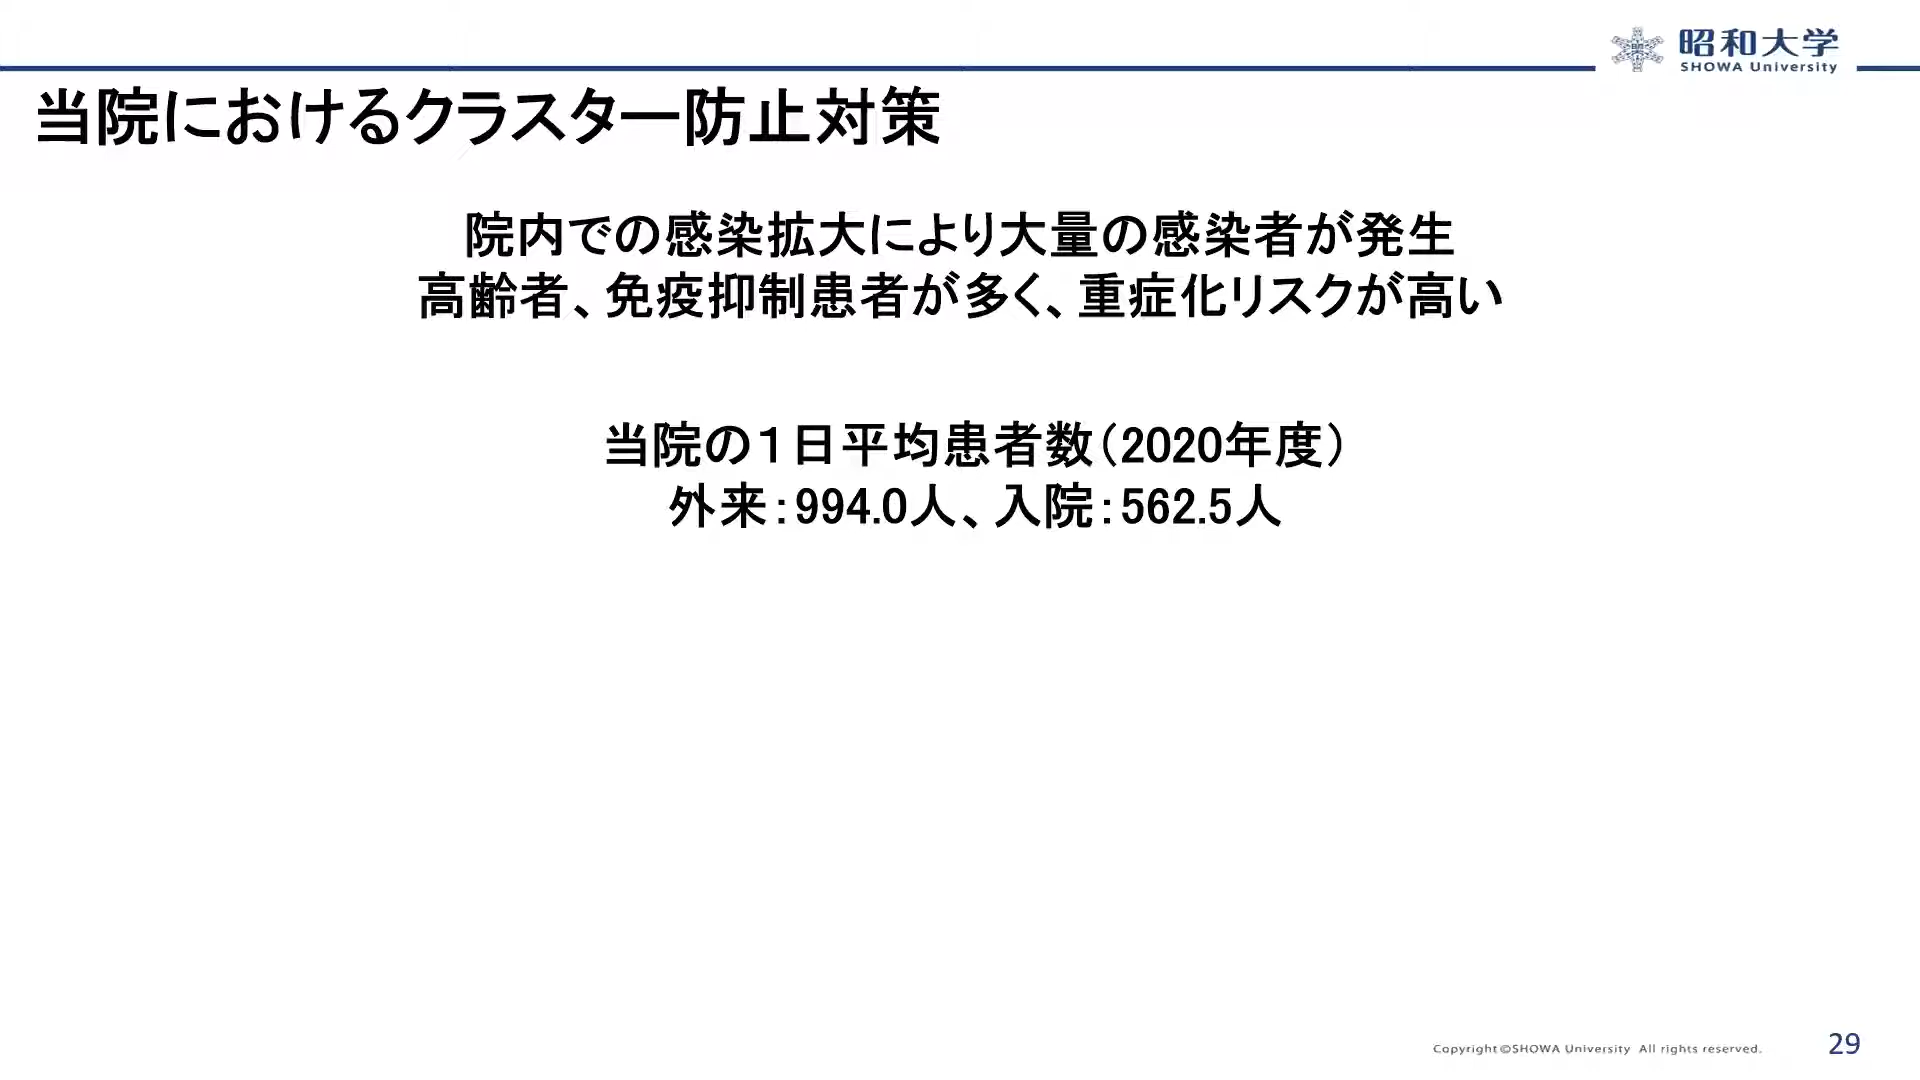 昭和大学
SHOWA University
当院におけるクラスター防止対策
院内での感染拡大により大量の感染者が発生
高齢者、免疫抑制患者が多く、重症化リスクが高い
当院の１日平均患者数（2020年度）
外来：994.0人、入院：562.5人
Copyright©SHOWA University All rights reserved.
29